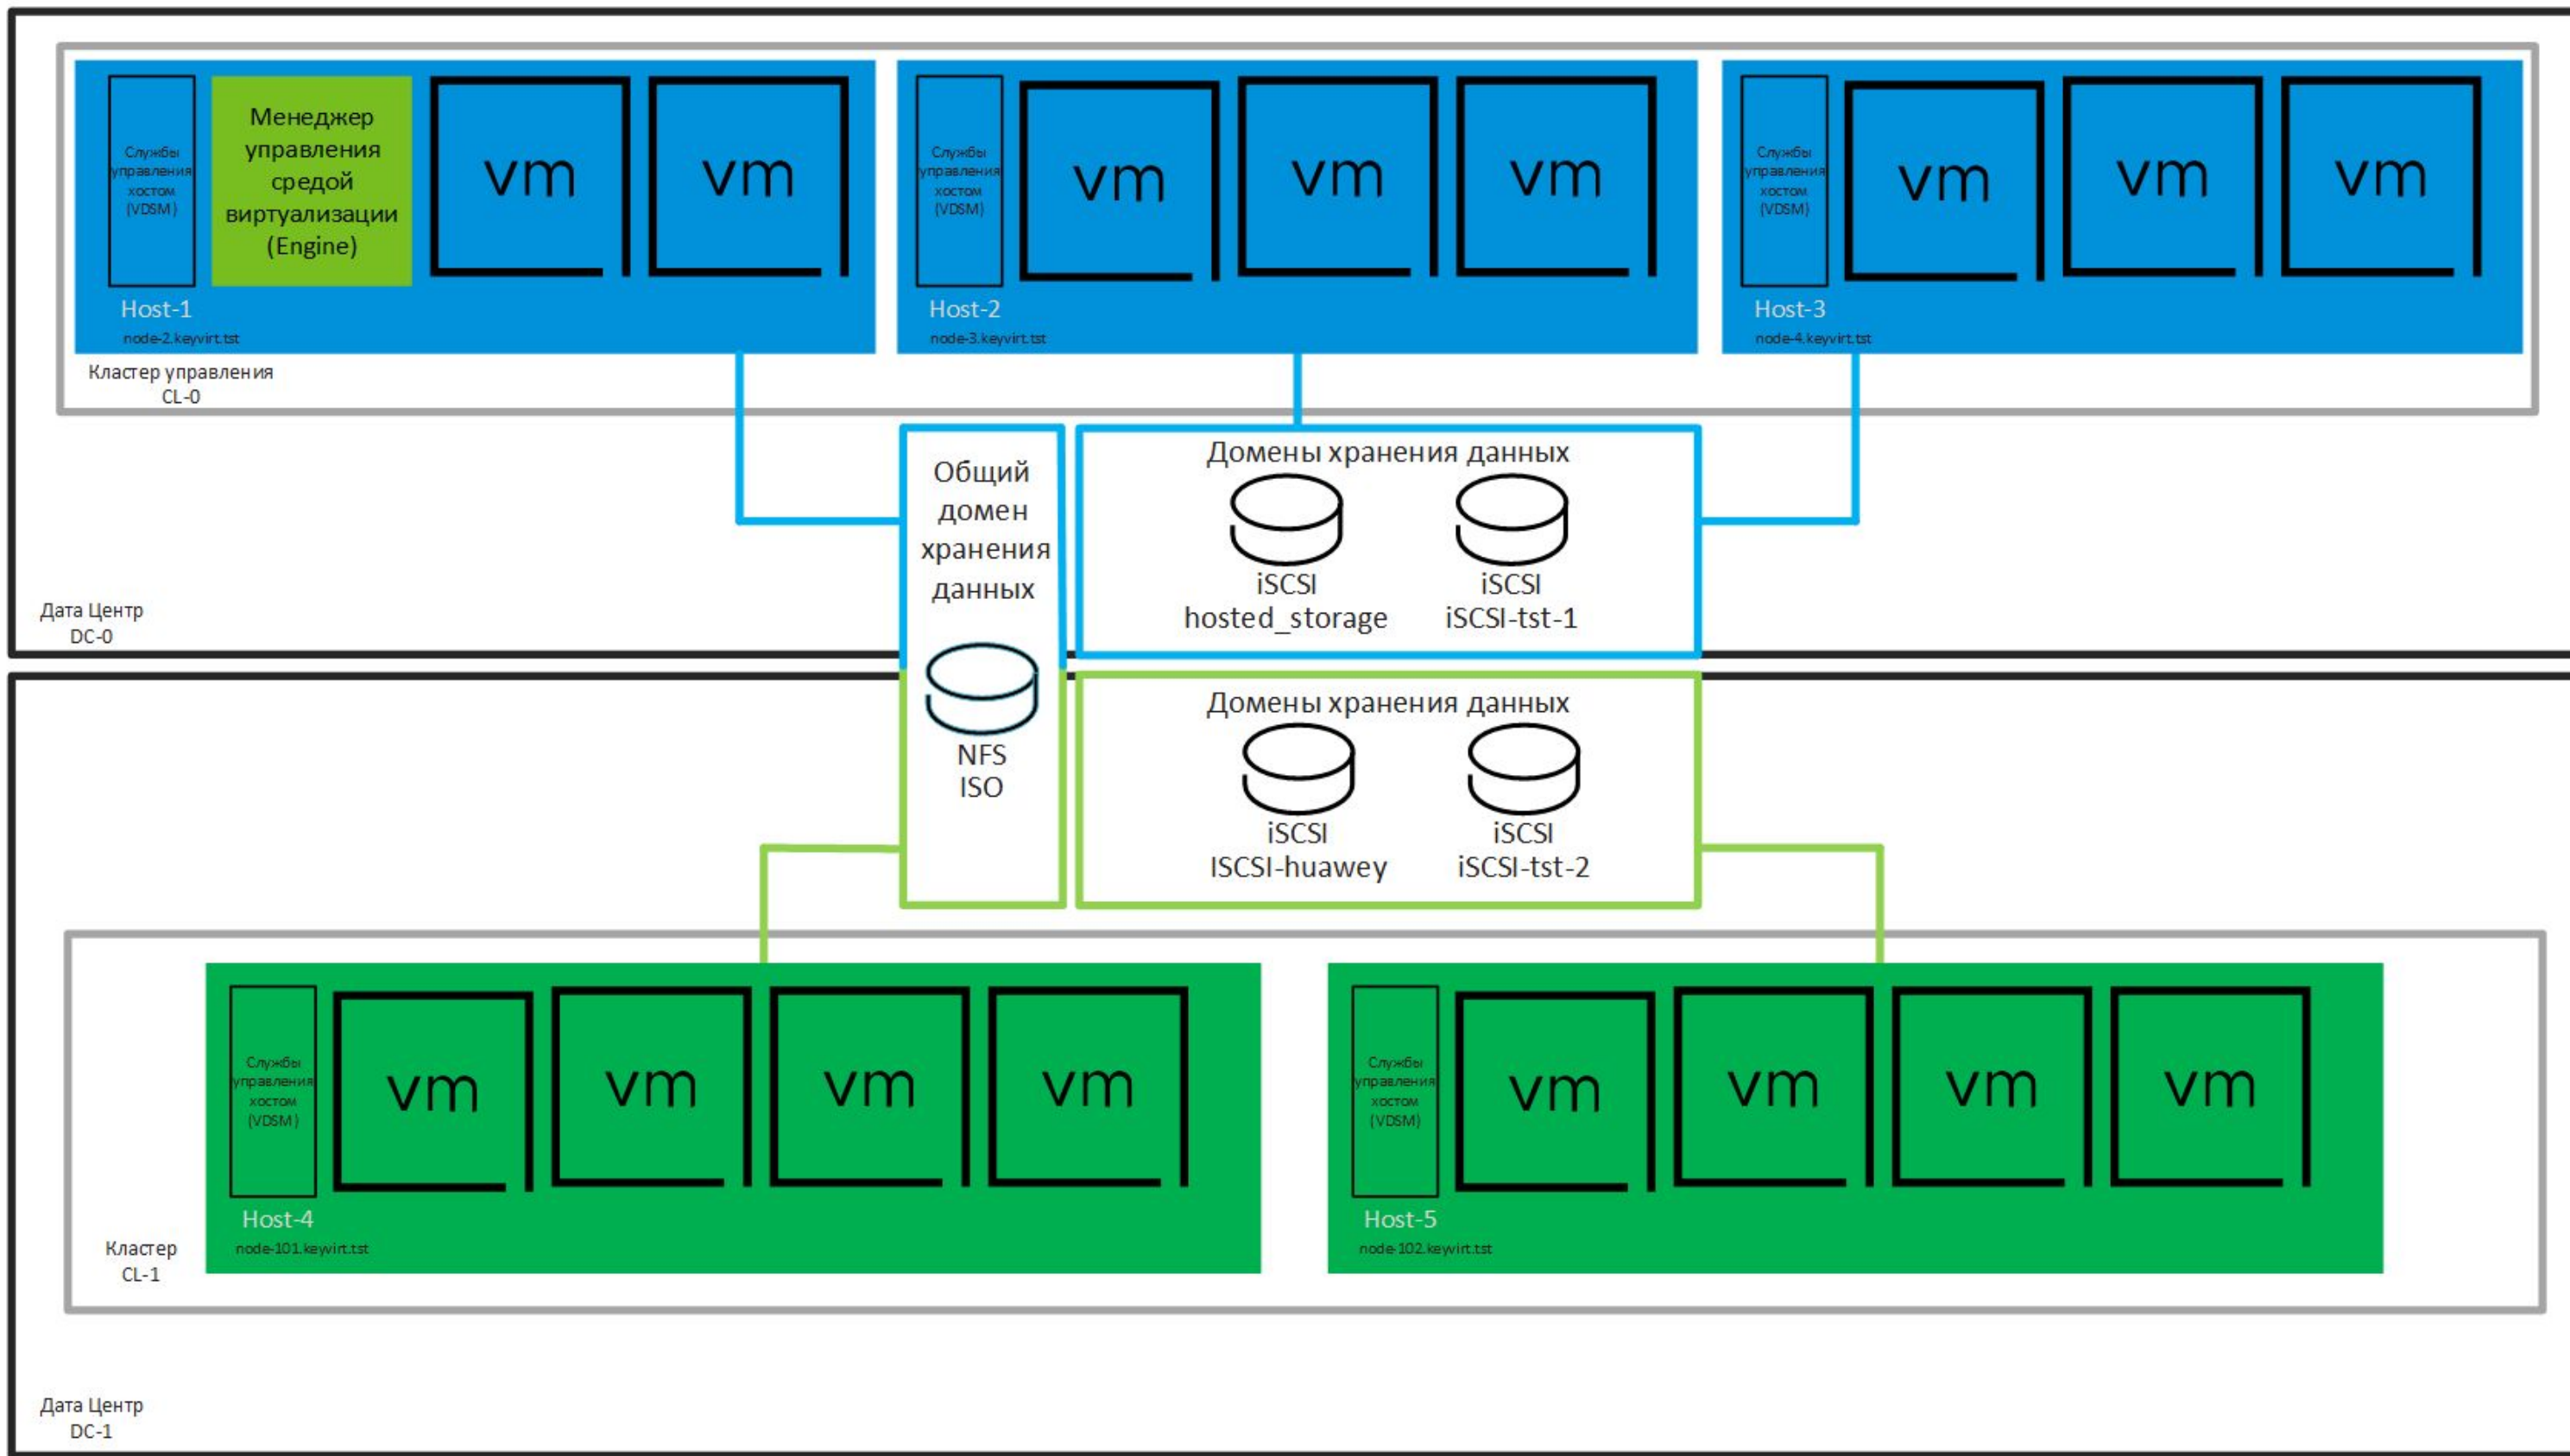 Службы
управления
хостом
(VDSM)
Менеджер
управления
средой
виртуализации
(Engine)
vm
vm
Host-1
node-2.keyvirt.tst
Службы
управления
хостом
(VDSM)
vm
vm
vm
Host-2
node-3.keyvirt.tst
Службы
управления
хостом
(VDSM)
vm
vm
vm
Host-3
node-4.keyvirt.tst
Кластер управления
CL-0
Общий
домен
хранения
данных
NFS
ISO
Домены хранения данных
iSCSI
hosted_storage
iSCSI
iSCSI-tst-1
Дата Центр
DC-0
Домены хранения данных
iSCSI
ISCSI-huawey
iSCSI
iSCSI-tst-2
Службы
управления
хостом
(VDSM)
vm
vm
vm
vm
Host-4
node-101.keyvirt.tst
Службы
управления
хостом
(VDSM)
vm
vm
vm
vm
Host-5
node-102.keyvirt.tst
Кластер
CL-1
Дата Центр
DC-1